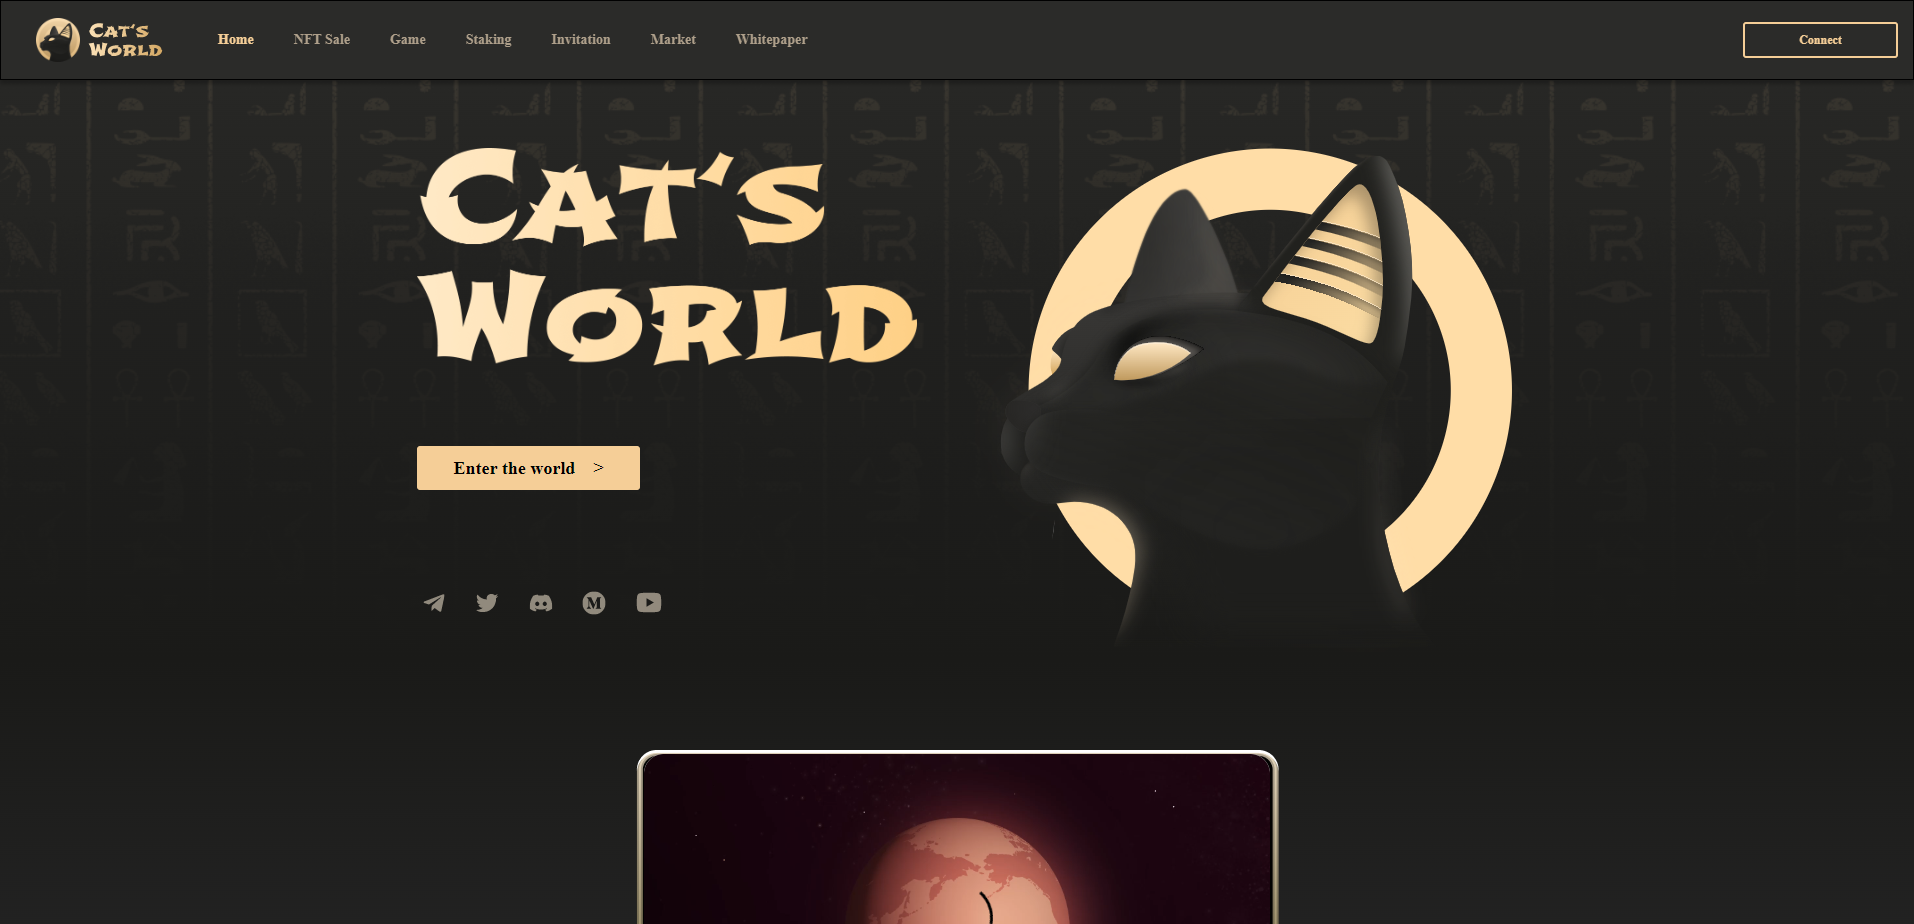 Cat's
World
Home
NFT Sale
Game
Staking
Invitation
Market
Whitepaper
Connect
Cat's
World
Enter the world >
M